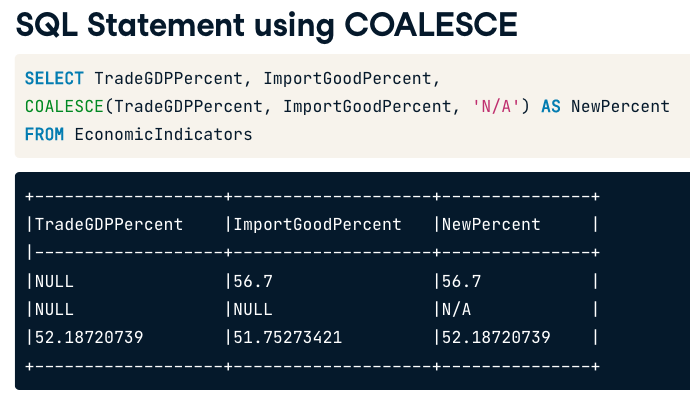 SQL Statement using COALESCE
SELECT TradeGDPPercent, ImportGoodPercent,
COALESCE(TradeGDPPercent, ImportGoodPercent, 'N/A') AS NewPercent
FROM EconomicIndicators
+-------------------+--------------------+---------------+
|TradeGDPPercent    |ImportGoodPercent   |NewPercent     |
|-------------------+--------------------+---------------+
|NULL               |56.7                |56.7           |
|NULL               |NULL                |N/A            |
|52.18720739        |51.75273421         |52.18720739    |
+-------------------+--------------------+---------------+